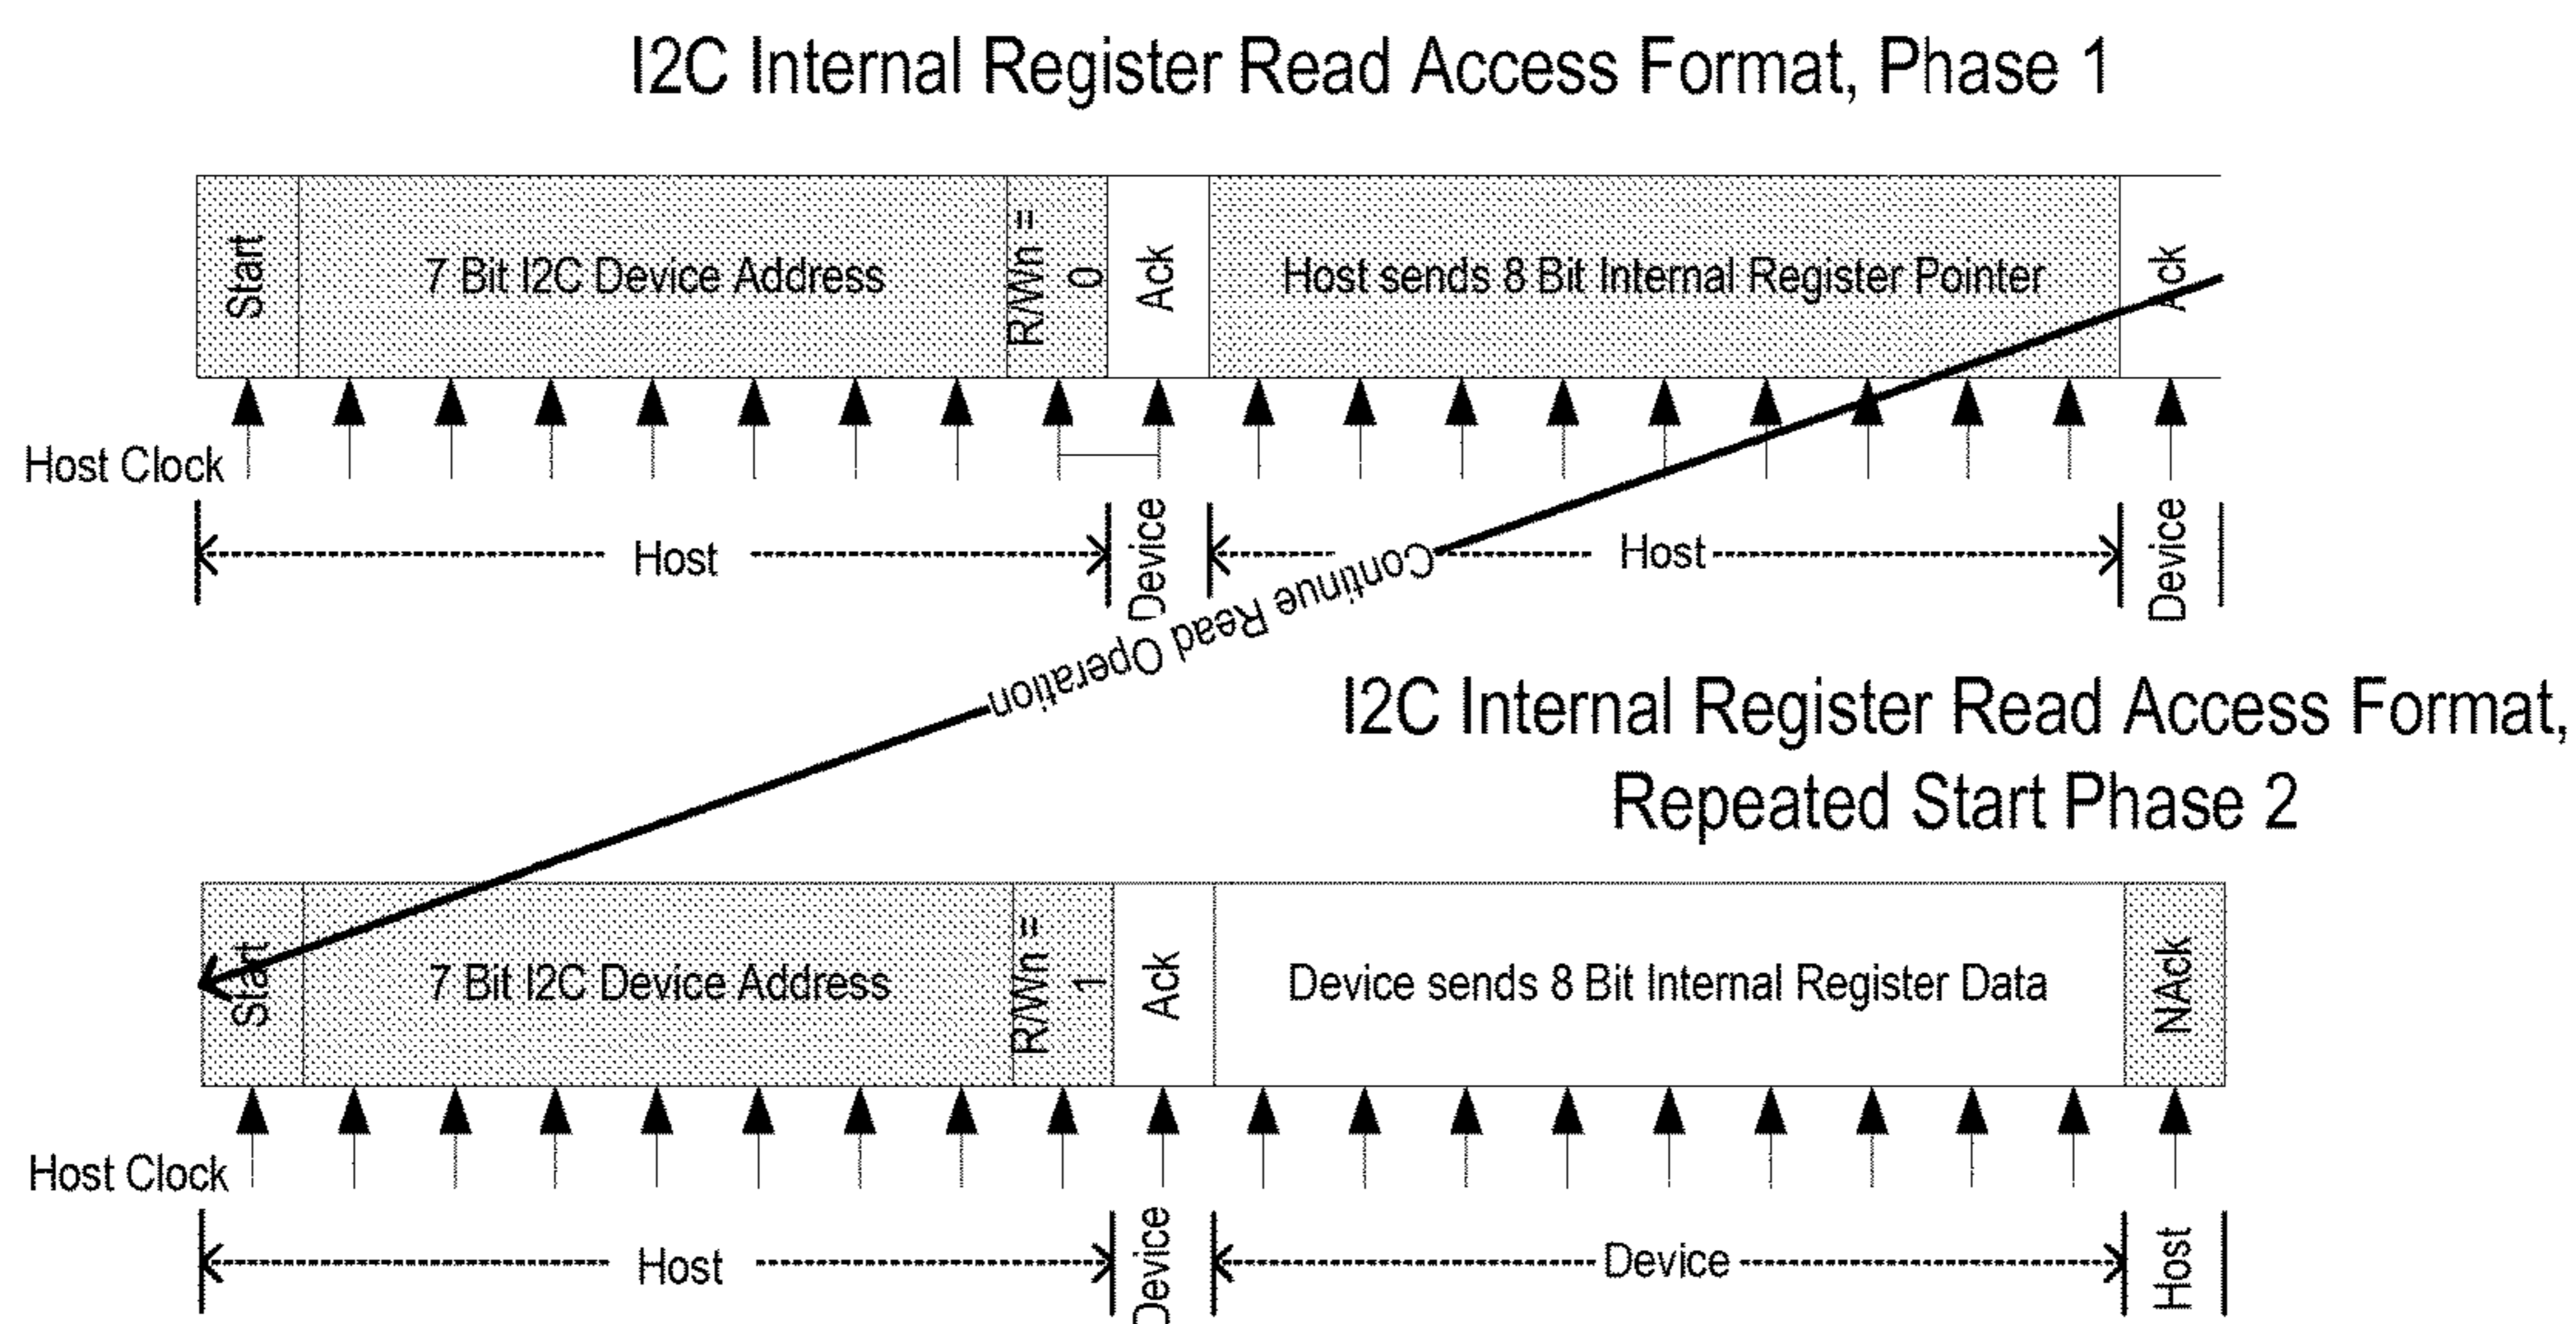 I2C Internal Register Read Access Format, Phase 1
Start
7 Bit I2C Device Address
R/Wn =
0
Ack
Host sends 8 Bit Internal Register Pointer
Ack
Host Clock
Host
Device
Host
Device
Continue Read Operation
I2C Internal Register Read Access Format,
Repeated Start Phase 2
Start
7 Bit I2C Device Address
R/Wn =
1
Ack
Device sends 8 Bit Internal Register Data
NAck
Host Clock
Host
Device
Device
Host